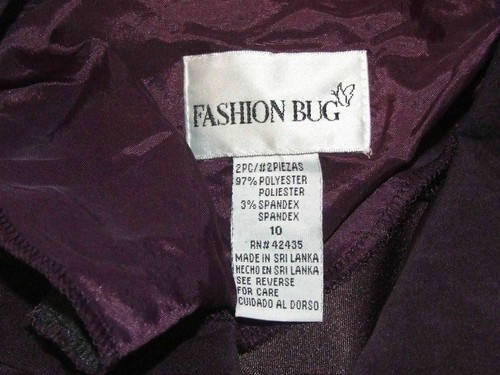 FASHION BUG
2PC/#2PIEZAS
97% POLYESTER
POLIESTER
3% SPANDEX
SPANDEX
10
RN# 42435
MADE IN SRI LANKA
HECHO EN SRI LANKA
SEE REVERSE
FOR CARE
CUIDADO AL DORSO